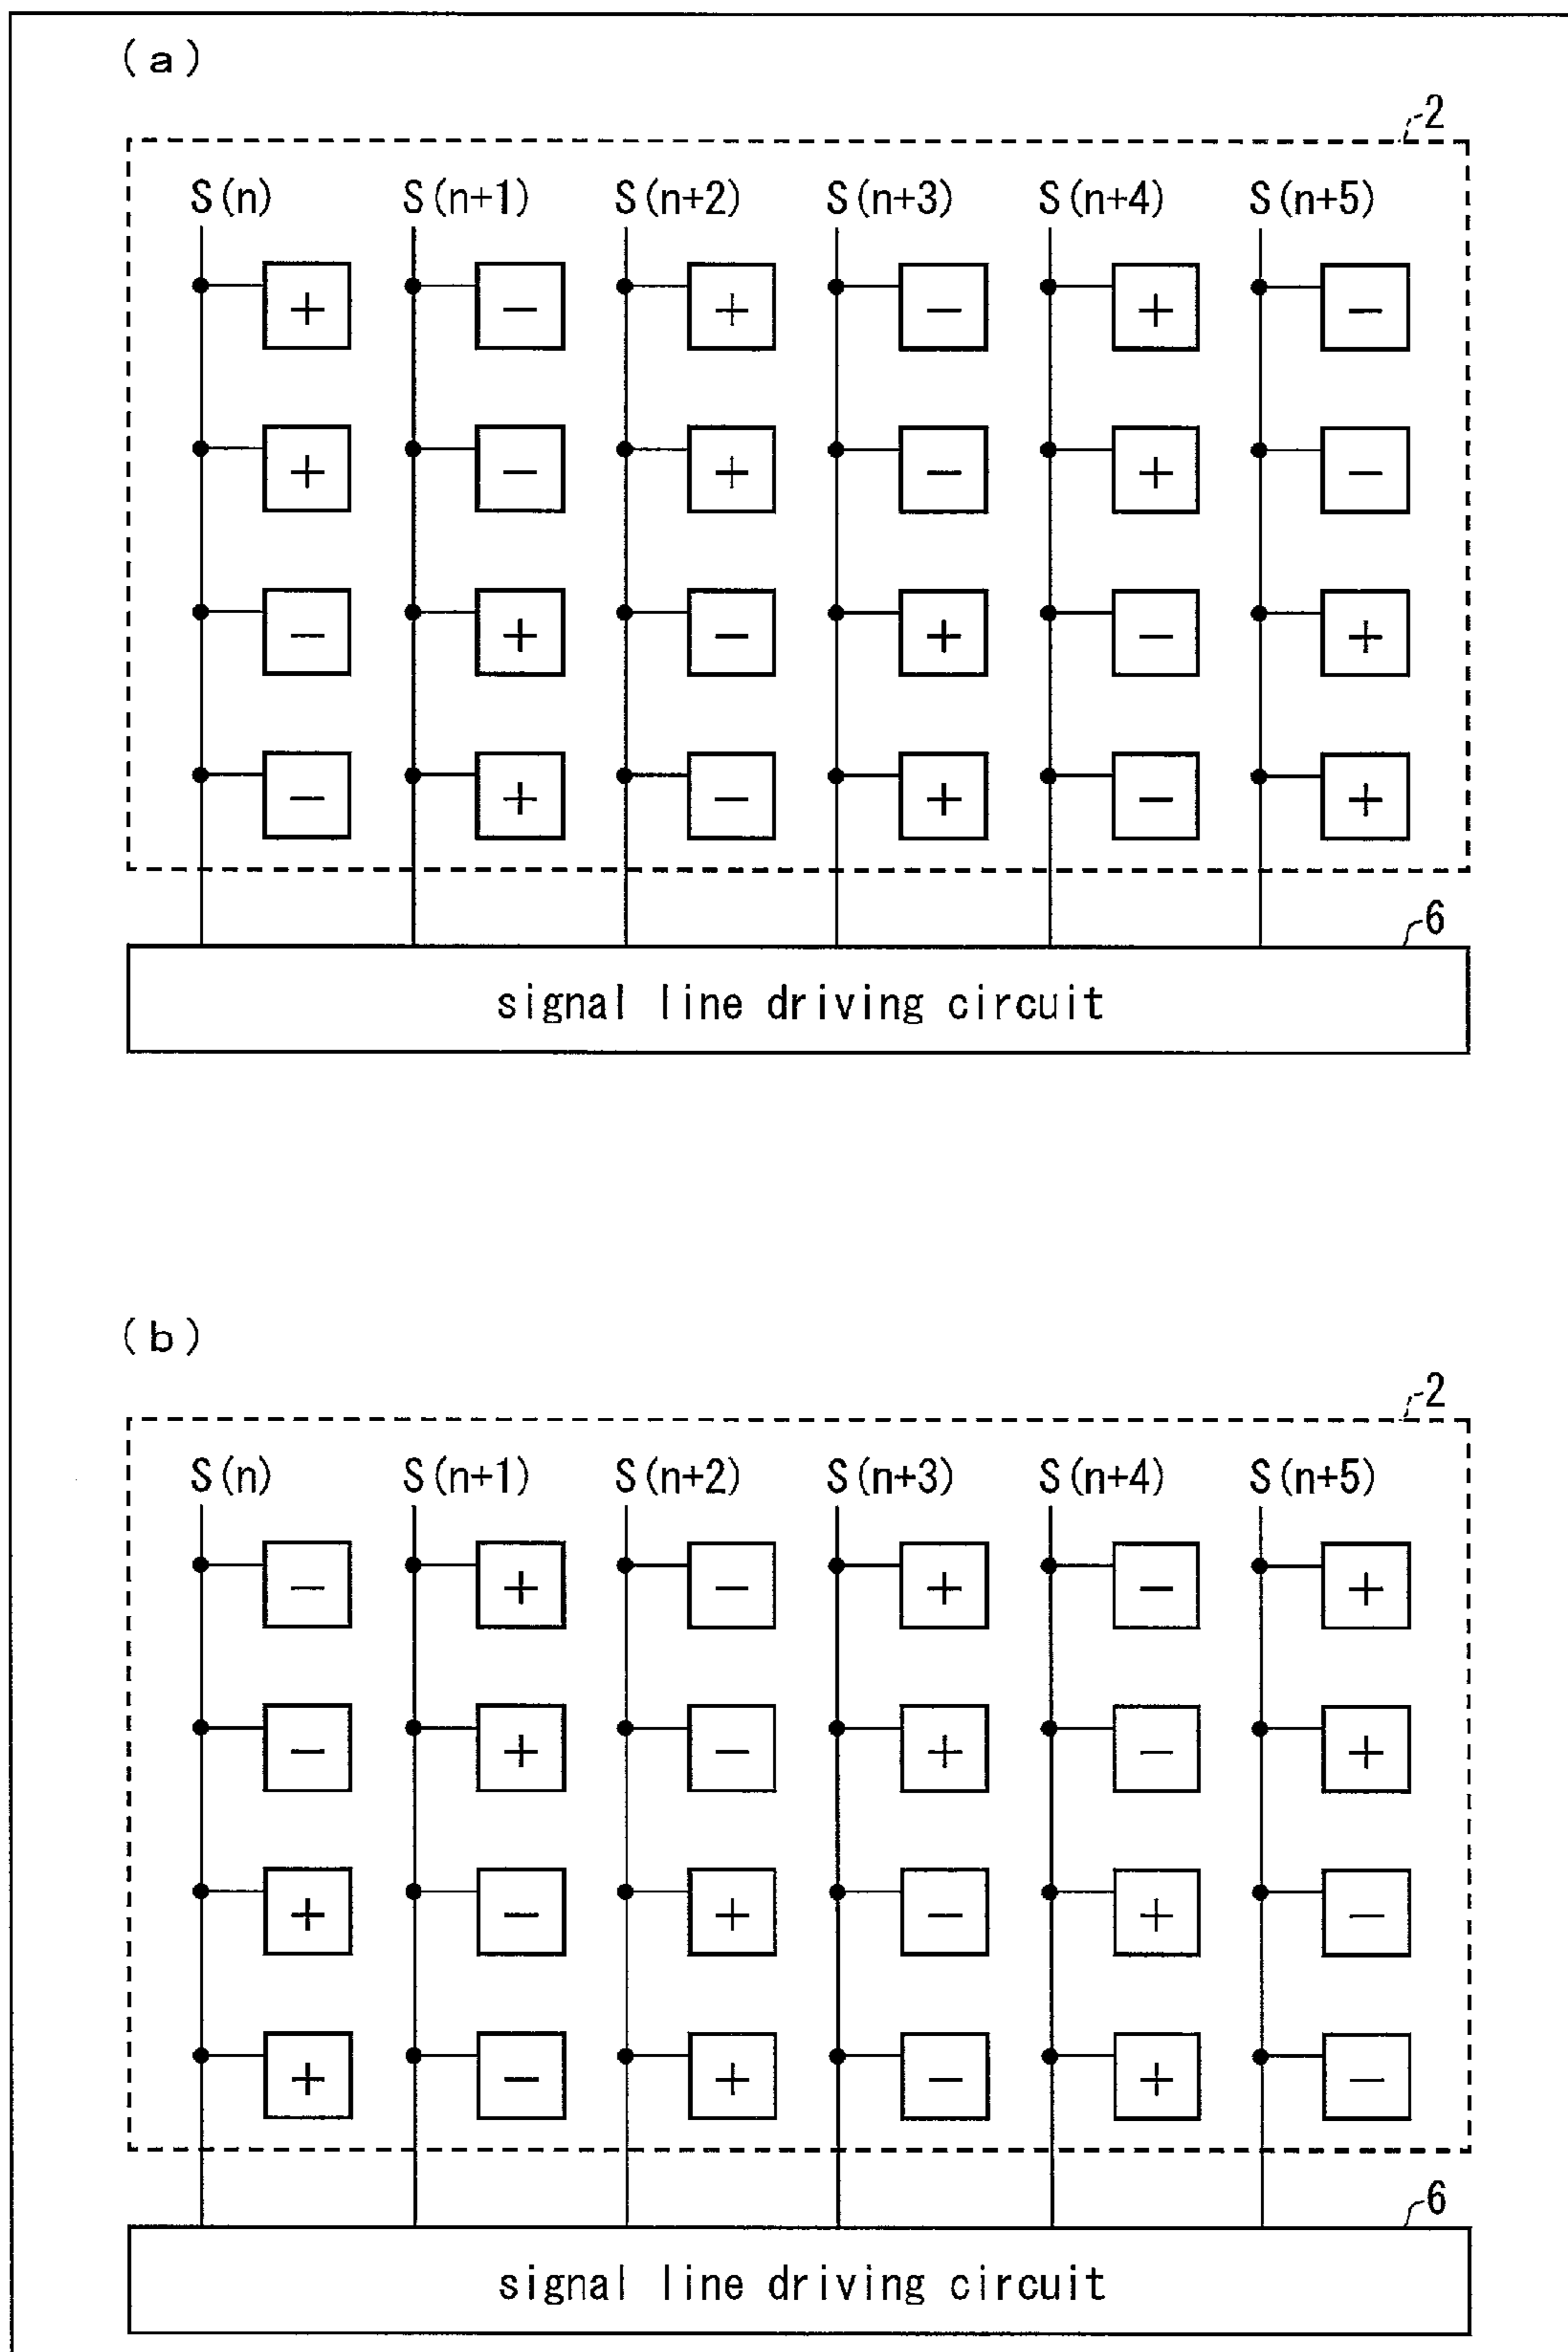 (a)
2
S(n) S(n+1) S(n+2) S(n+3) S(n+4) S(n+5)
+ − + − + −
+ − + − + −
− + − + − +
− + − + − +
6
signal line driving circuit
(b)
2
S(n) S(n+1) S(n+2) S(n+3) S(n+4) S(n+5)
− + − + − +
− + − + − +
+ − + − + −
+ − + − + −
6
signal line driving circuit